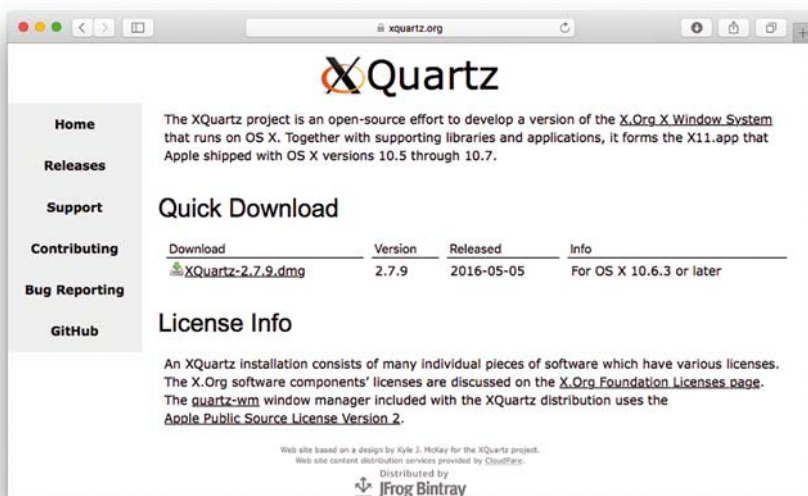 xquartz.org
XQuartz
Home
Releases
Support
Contributing
Bug Reporting
GitHub
The XQuartz project is an open-source effort to develop a version of the X.Org X Window System
that runs on OS X. Together with supporting libraries and applications, it forms the X11.app that
Apple shipped with OS X versions 10.5 through 10.7.
Quick Download
Download Version Released Info
XQuartz-2.7.9.dmg 2.7.9 2016-05-05 For OS X 10.6.3 or later
License Info
An XQuartz installation consists of many individual pieces of software which have various licenses.
The X.Org software components' licenses are discussed on the X.Org Foundation Licenses page.
The quartz-wm window manager included with the XQuartz distribution uses the
Apple Public Source License Version 2.
Web site based on a design by Kyle J. McKay for the XQuartz project.
Web site content distribution services provided by CloudFlare.
Distributed by
JFrog Bintray